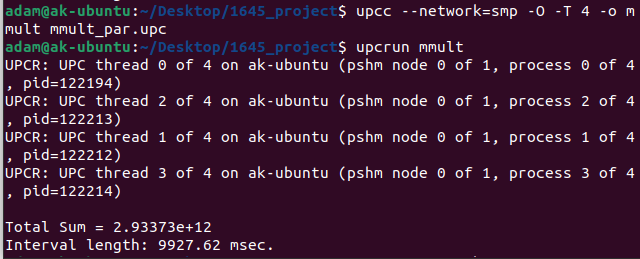 adam@ak-ubuntu:~/Desktop/1645_project$ upcc --network=smp -O -T 4 -o m
mult mmult_par.upc
adam@ak-ubuntu:~/Desktop/1645_project$ upcrun mmult
UPCR: UPC thread 0 of 4 on ak-ubuntu (pshm node 0 of 1, process 0 of 4
, pid=122194)
UPCR: UPC thread 2 of 4 on ak-ubuntu (pshm node 0 of 1, process 2 of 4
, pid=122213)
UPCR: UPC thread 1 of 4 on ak-ubuntu (pshm node 0 of 1, process 1 of 4
, pid=122212)
UPCR: UPC thread 3 of 4 on ak-ubuntu (pshm node 0 of 1, process 3 of 4
, pid=122214)
Total Sum = 2.93373e+12
Interval length: 9927.62 msec.